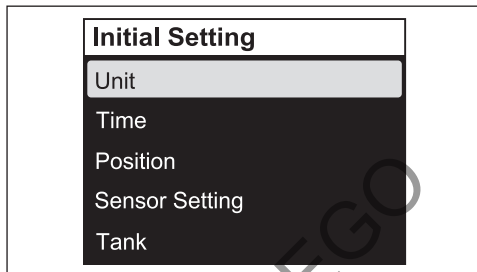 Initial Setting
Unit
Time
Position
Sensor Setting
Tank